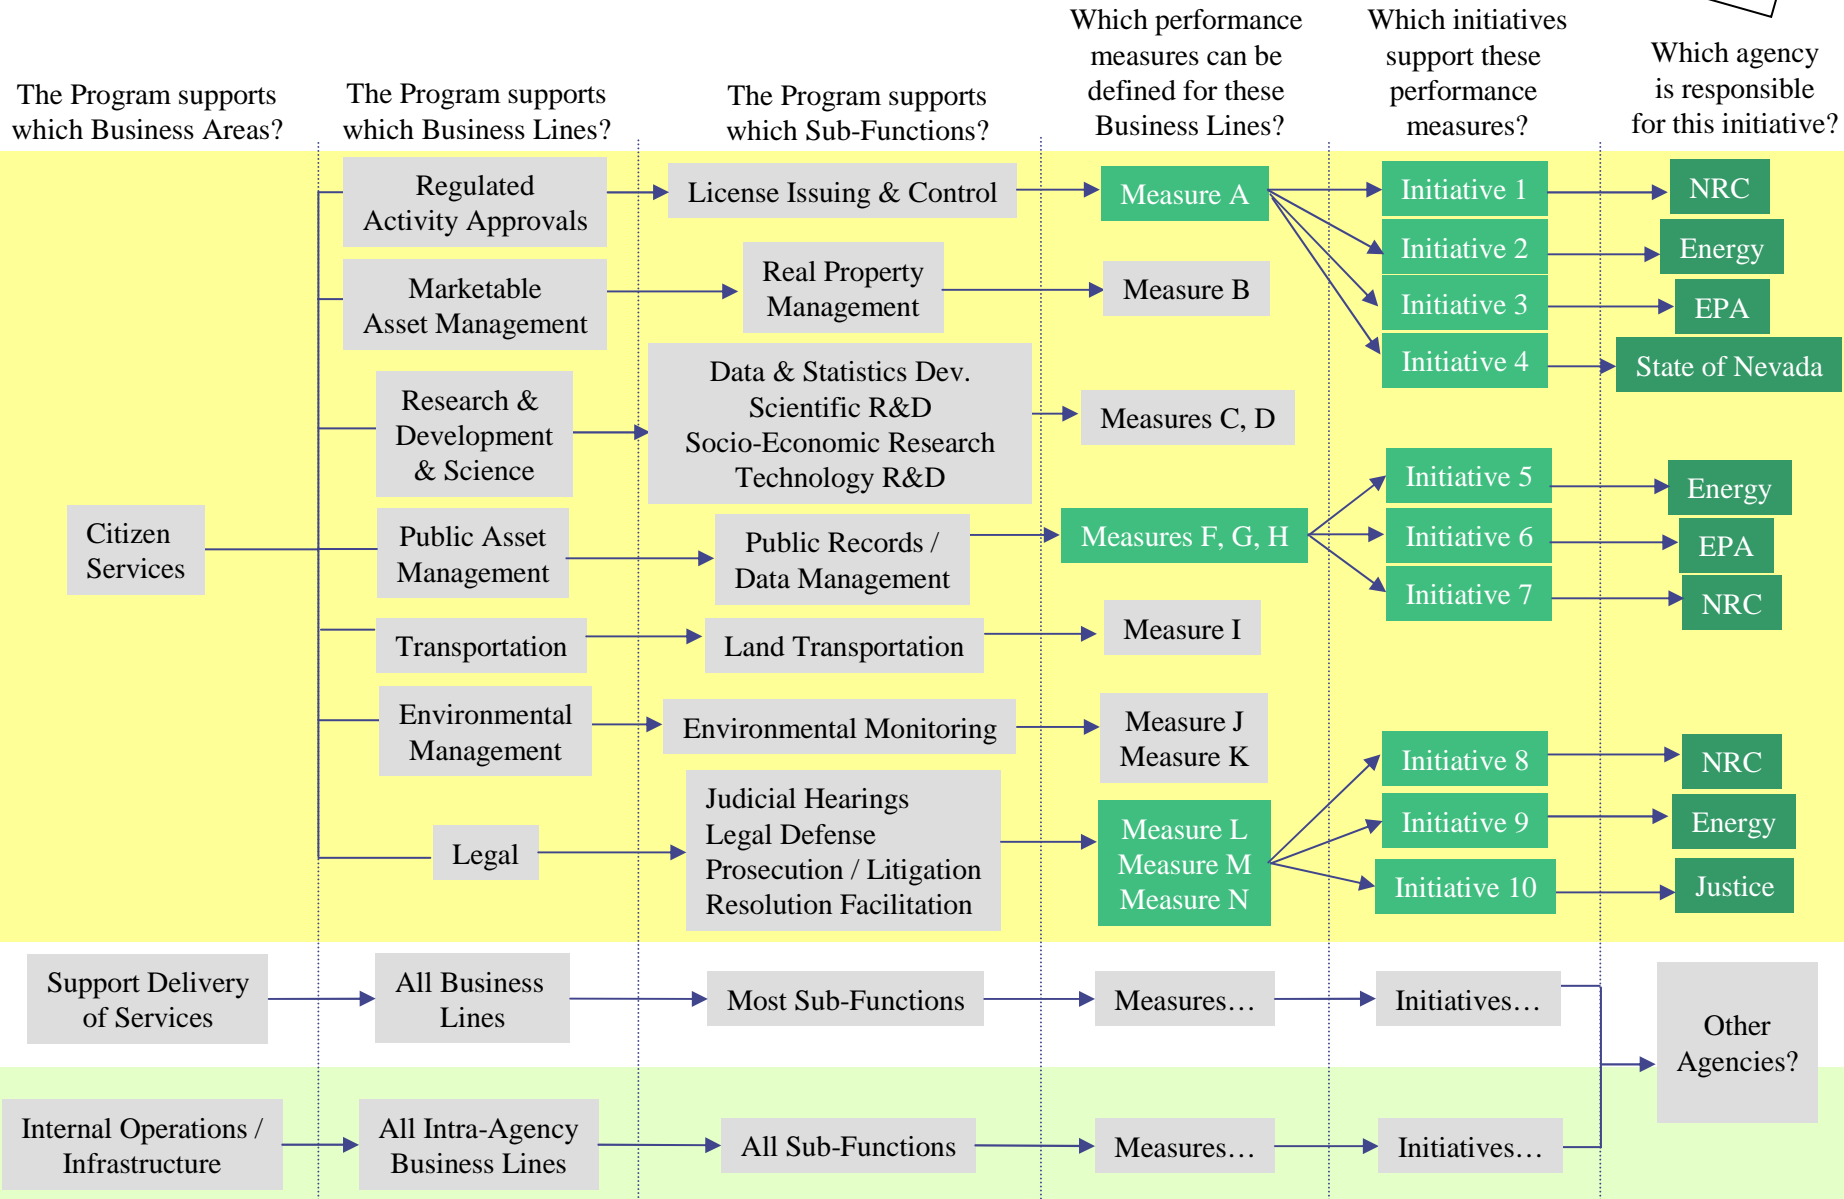 The Program supports
which Business Areas?
The Program supports
which Business Lines?
The Program supports
which Sub-Functions?
Which performance
measures can be
defined for these
Business Lines?
Which initiatives
support these
performance
measures?
Which agency
is responsible
for this initiative?
Citizen
Services
Regulated
Activity Approvals
License Issuing & Control
Measure A
Initiative 1
NRC
Initiative 2
Energy
Initiative 3
EPA
Initiative 4
State of Nevada
Marketable
Asset Management
Real Property
Management
Measure B
Research &
Development
& Science
Data & Statistics Dev.
Scientific R&D
Socio-Economic Research
Technology R&D
Measures C, D
Public Asset
Management
Public Records /
Data Management
Measures F, G, H
Initiative 5
Energy
Initiative 6
EPA
Initiative 7
NRC
Transportation
Land Transportation
Measure I
Environmental
Management
Environmental Monitoring
Measure J
Measure K
Legal
Judicial Hearings
Legal Defense
Prosecution / Litigation
Resolution Facilitation
Measure L
Measure M
Measure N
Initiative 8
NRC
Initiative 9
Energy
Initiative 10
Justice
Support Delivery
of Services
All Business
Lines
Most Sub-Functions
Measures…
Initiatives…
Other
Agencies?
Internal Operations /
Infrastructure
All Intra-Agency
Business Lines
All Sub-Functions
Measures…
Initiatives…